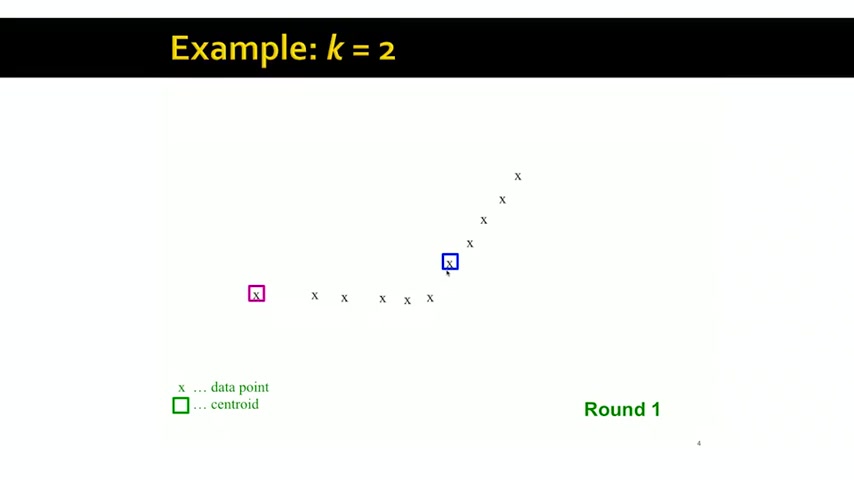 Example: k = 2
x
x
x
x
x
x x x x x x
x ... data point
... centroid
Round 1
4